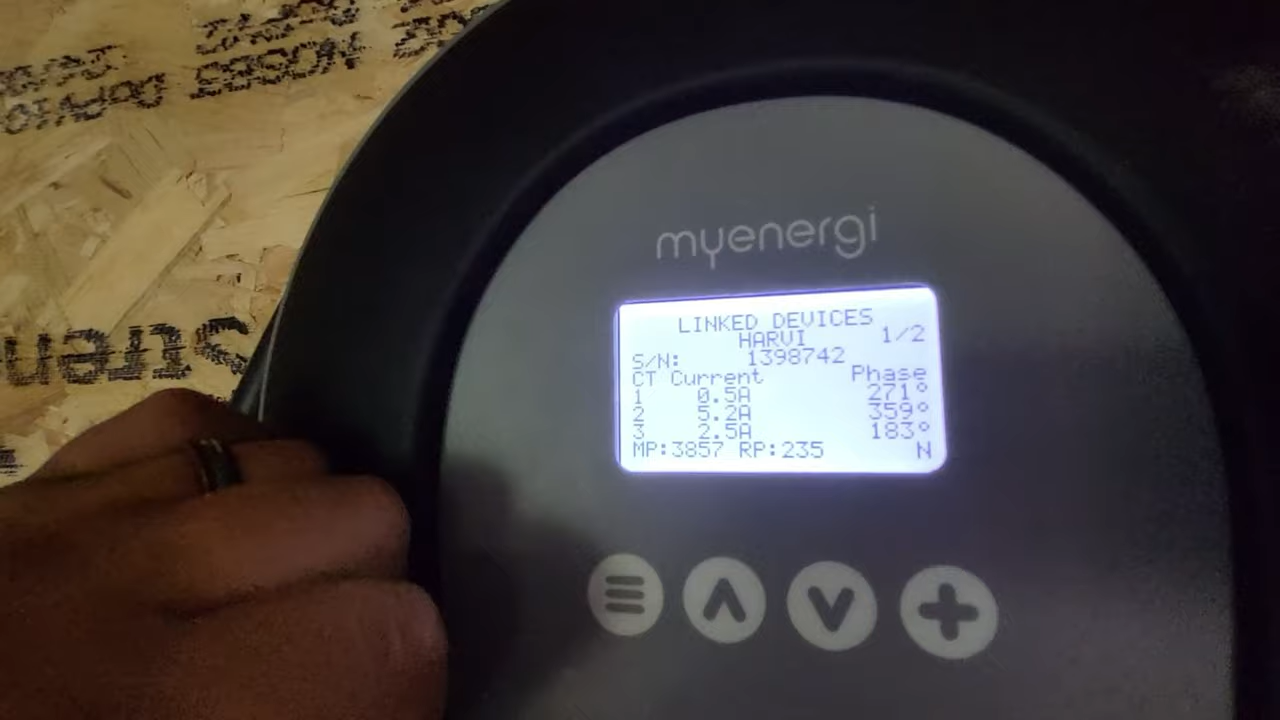 myenergi
LINKED DEVICES
HARVI 1/2
S/N: 1398742
CT Current Phase
1 0.5A 271°
2 5.2A 359°
3 2.5A 183°
MP:3857 RP:235 N